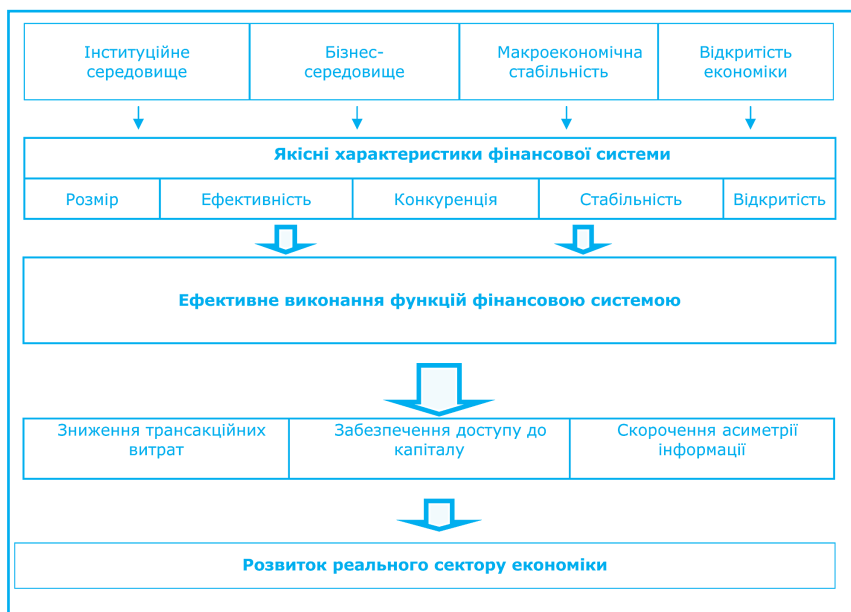 Інституційне
середовище
Бізнес-
середовище
Макроекономічна
стабільність
Відкритість
економіки
Якісні характеристики фінансової системи
Розмір
Ефективність
Конкуренція
Стабільність
Відкритість
Ефективне виконання функцій фінансовою системою
Зниження трансакційних
витрат
Забезпечення доступу до
капіталу
Скорочення асиметрії
інформації
Розвиток реального сектору економіки